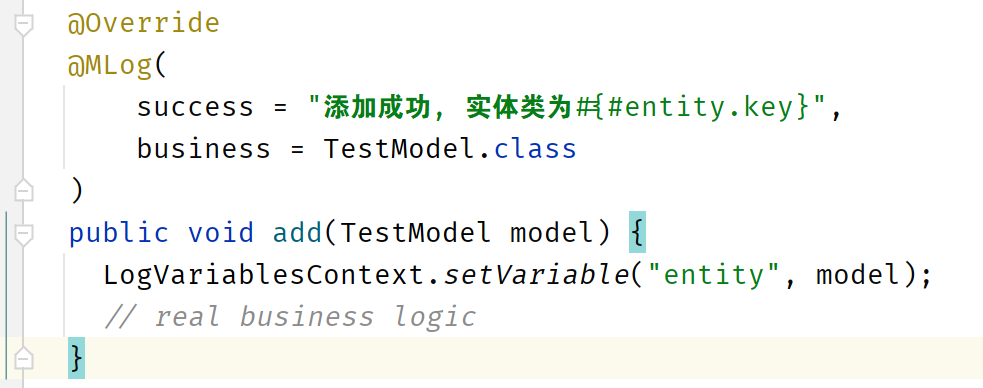 @Override
@MLog(
success = "添加成功, 实体类为#{#entity.key}",
business = TestModel.class
)
public void add(TestModel model) {
LogVariablesContext.setVariable("entity", model);
// real business logic
}